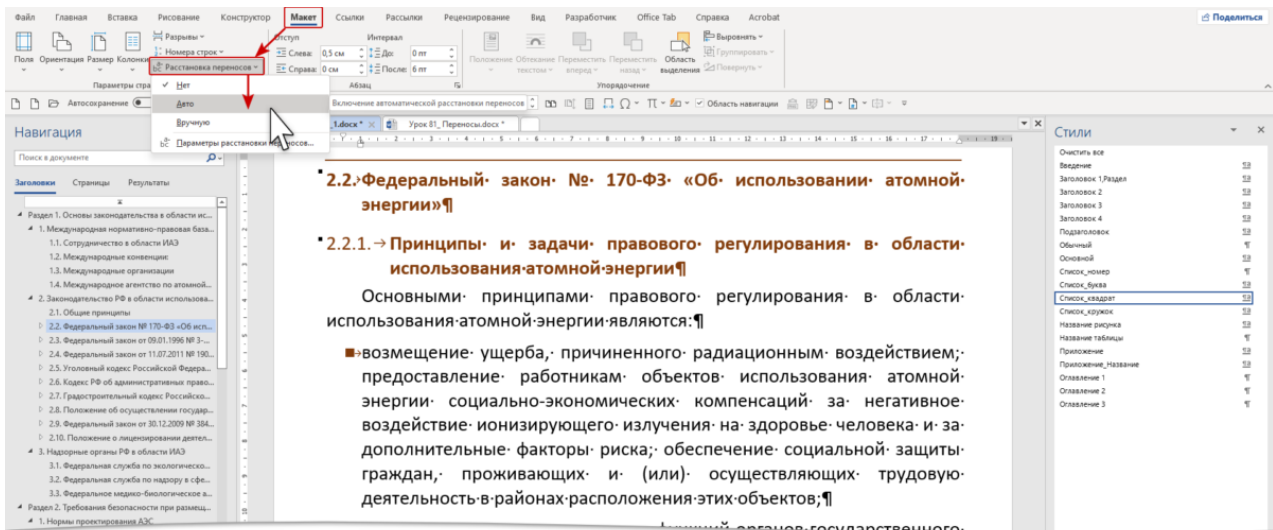 Файл Главная Вставка Рисование Конструктор Макет Ссылки Рассылки Рецензирование Вид Разработчик Office Tab Справка Acrobat Поделиться
Поля Ориентация Размер Колонки
Разрывы
Номера строк
Расстановка переносов
Параметры стра
Отступ Интервал
Слева: 0,5 см До: 0 пт
Справа: 0 см После: 6 пт
Абзац
Положение Обтекание текстом Переместить вперед Переместить назад Область выделения
Выровнять
Группировать
Повернуть
Упорядочение
Нет
Авто
Вручную
Параметры расстановки переносов...
Автосохранение
Включение автоматической расстановки переносов
Область навигации
_1.docx *
Урок 81_ Переносы.docx *
Навигация
Поиск в документе
Заголовки Страницы Результаты
Раздел 1. Основы законодательства в области ис...
1. Международная нормативно-правовая база...
1.1. Сотрудничество в области ИАЭ
1.2. Международные конвенции:
1.3. Международные организации
1.4. Международное агентство по атомной...
2. Законодательство РФ в области использова...
2.1. Общие принципы
2.2. Федеральный закон № 170-ФЗ «Об исп...
2.3. Федеральный закон от 09.01.1996 № 3-...
2.4. Федеральный закон от 11.07.2011 № 190...
2.5. Уголовный кодекс Российской Федера...
2.6. Кодекс РФ об административных право...
2.7. Градостроительный кодекс Российско...
2.8. Положение об осуществлении государ...
2.9. Федеральный закон от 30.12.2009 № 384...
2.10. Положение о лицензировании деятел...
3. Надзорные органы РФ в области ИАЭ
3.1. Федеральная служба по экологическо...
3.2. Федеральная служба по надзору в сфе...
3.3. Федеральное медико-биологическое а...
Раздел 2. Требования безопасности при размещ...
1. Нормы проектирования АЭС
2.2. Федеральный закон № 170-ФЗ «Об использовании атомной
энергии»¶
2.2.1. → Принципы и задачи правового регулирования в области
использования атомной энергии¶
Основными принципами правового регулирования в области
использования атомной энергии являются:¶
возмещение ущерба, причиненного радиационным воздействием;
предоставление работникам объектов использования атомной
энергии социально-экономических компенсаций за негативное
воздействие ионизирующего излучения на здоровье человека и за
дополнительные факторы риска; обеспечение социальной защиты
граждан, проживающих и (или) осуществляющих трудовую
деятельность в районах расположения этих объектов;¶
органов государственного
Стили
Очистить все
Введение
Заголовок 1,Раздел
Заголовок 2
Заголовок 3
Заголовок 4
Подзаголовок
Обычный
Основной
Список_номер
Список_буква
Список_квадрат
Список_кружок
Название рисунка
Название таблицы
Приложение
Приложение_Название
Оглавление 1
Оглавление 2
Оглавление 3